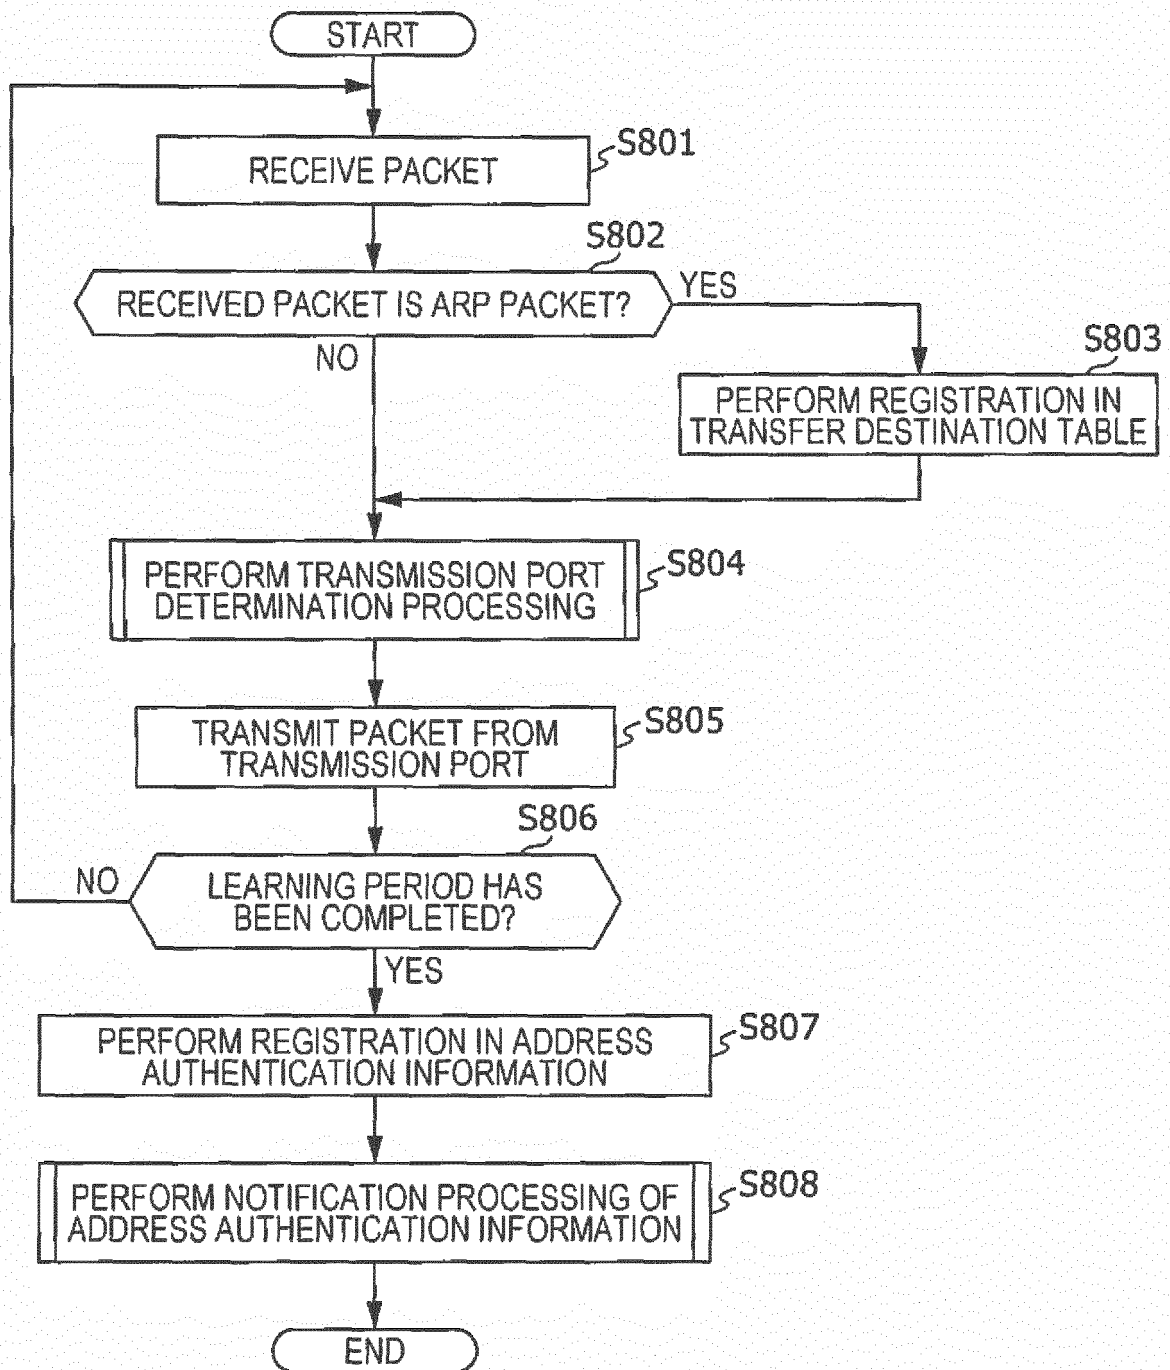 START
S801
RECEIVE PACKET
S802
RECEIVED PACKET IS ARP PACKET?
YES
NO
S803
PERFORM REGISTRATION IN
TRANSFER DESTINATION TABLE
S804
PERFORM TRANSMISSION PORT
DETERMINATION PROCESSING
S805
TRANSMIT PACKET FROM
TRANSMISSION PORT
S806
NO
LEARNING PERIOD HAS
BEEN COMPLETED?
YES
S807
PERFORM REGISTRATION IN ADDRESS
AUTHENTICATION INFORMATION
S808
PERFORM NOTIFICATION PROCESSING OF
ADDRESS AUTHENTICATION INFORMATION
END